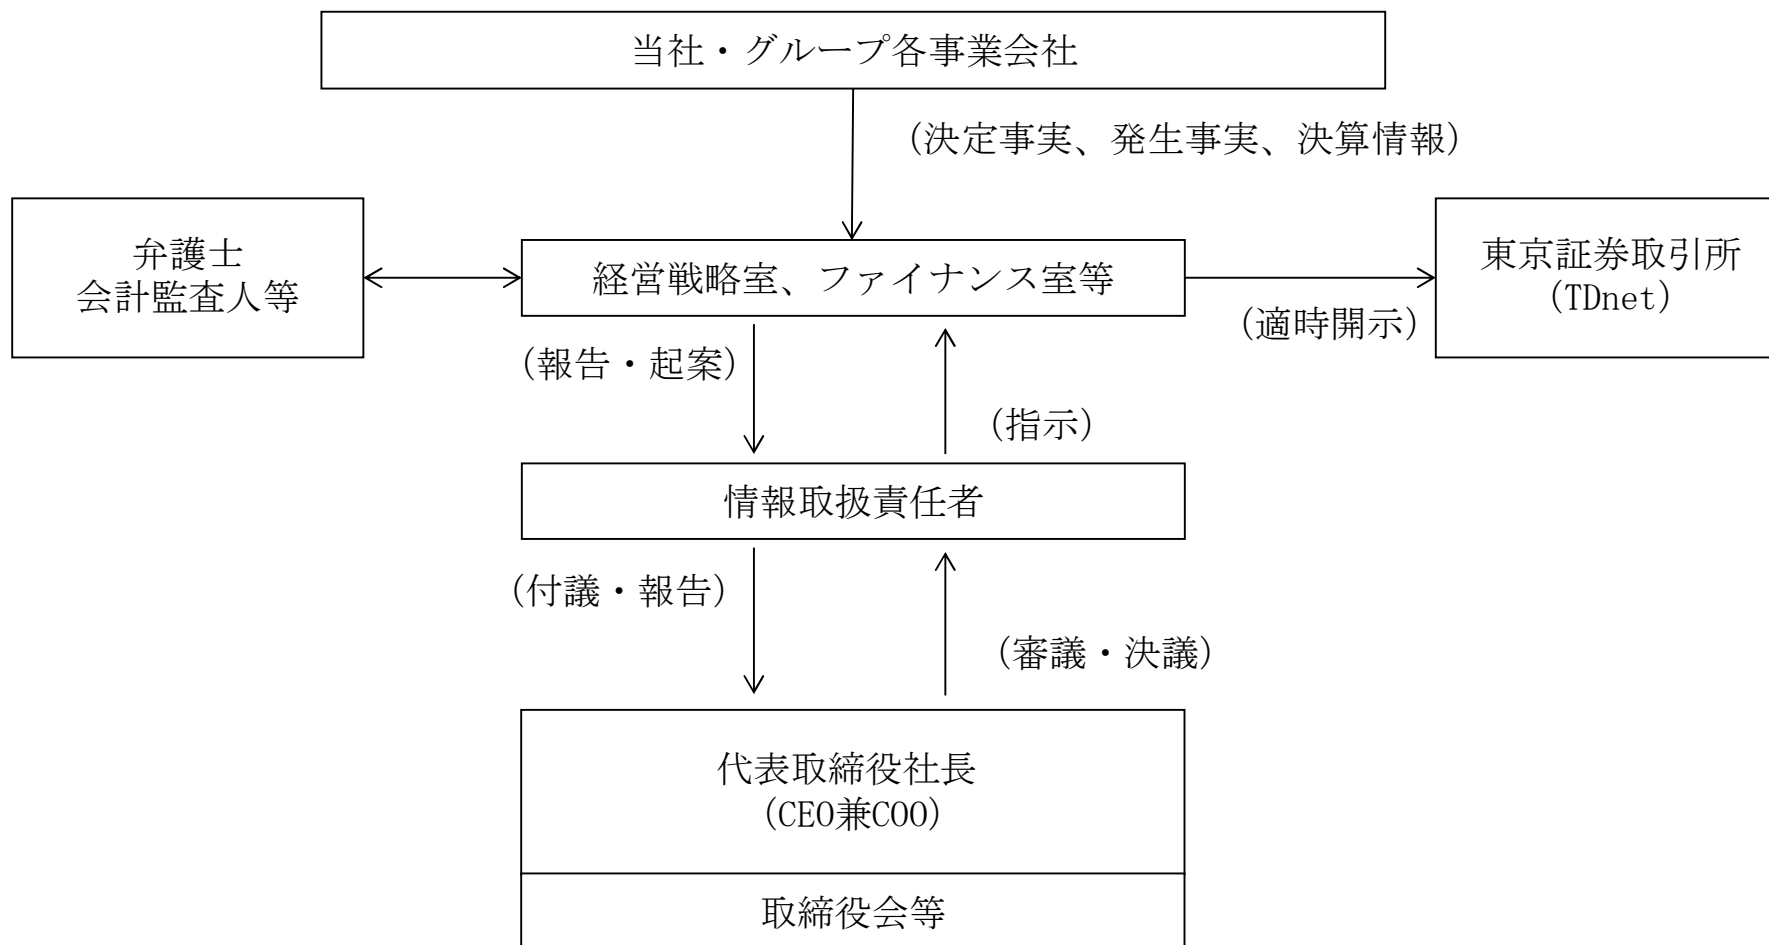 当社・グループ各事業会社
(決定事実、発生事実、決算情報)
弁護士
会計監査人等
経営戦略室、ファイナンス室等
東京証券取引所
(TDnet)
(適時開示)
(報告・起案)
(指示)
情報取扱責任者
(付議・報告)
(審議・決議)
代表取締役社長
(CEO兼COO)
取締役会等